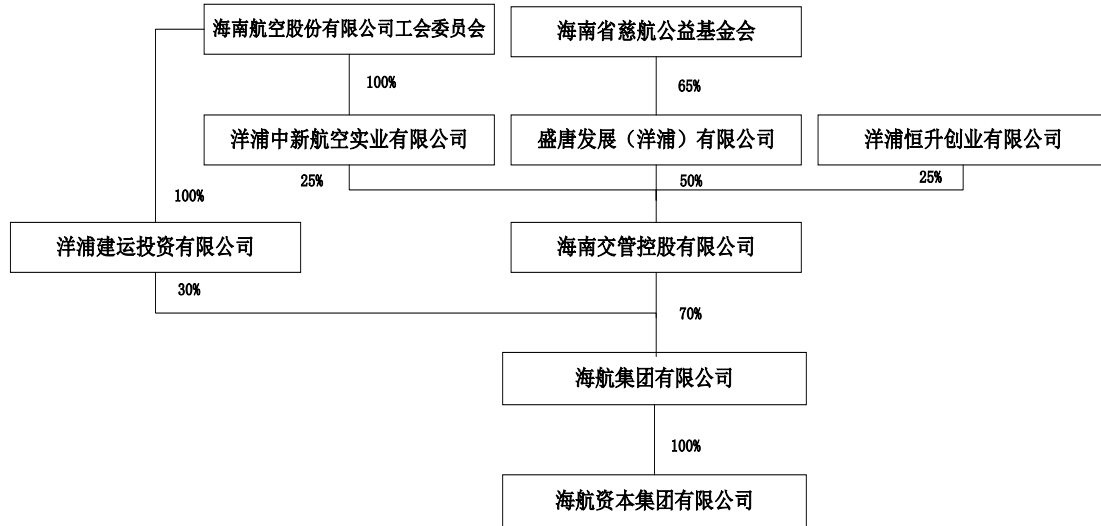 海南航空股份有限公司工会委员会
海南省慈航公益基金会
100%
65%
洋浦中新航空实业有限公司
盛唐发展（洋浦）有限公司
洋浦恒升创业有限公司
25%
50%
25%
100%
洋浦建运投资有限公司
海南交管控股有限公司
30%
70%
海航集团有限公司
100%
海航资本集团有限公司